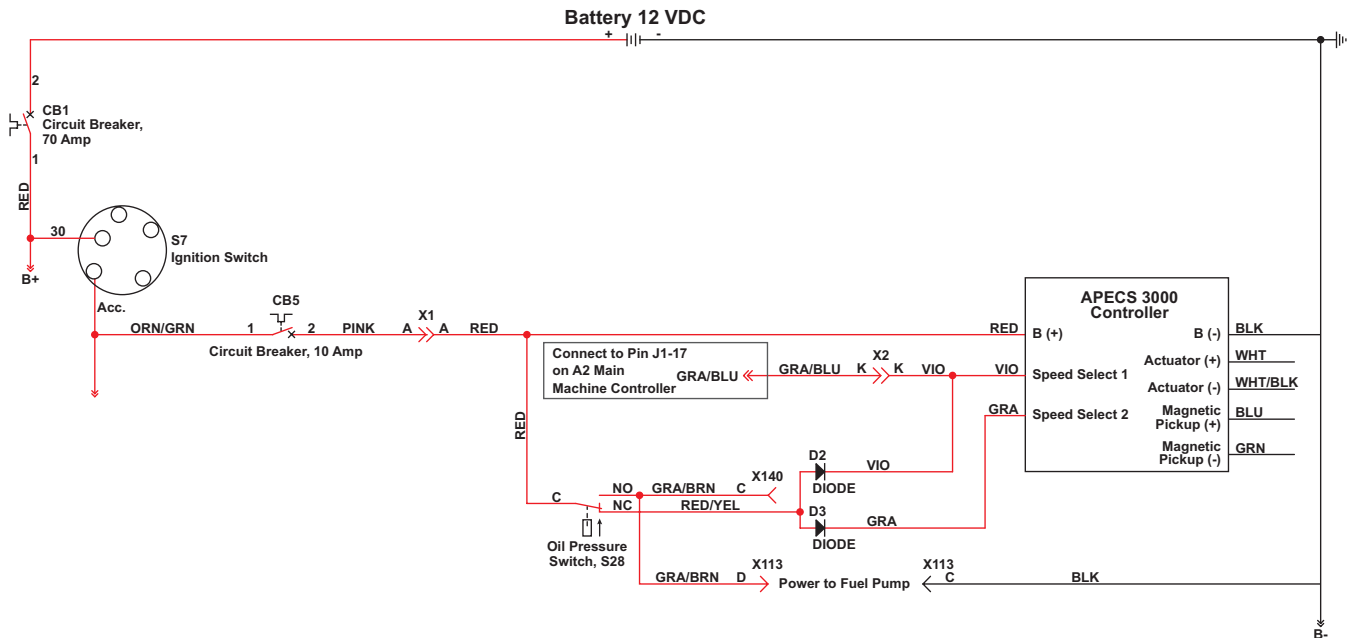 Battery 12 VDC
+ -
2
CB1
Circuit Breaker,
70 Amp
1
RED
30
S7
Ignition Switch
B+
Acc.
CB5
ORN/GRN 1 2 PINK A X1 A RED
Circuit Breaker, 10 Amp
RED
APECS 3000
Controller
B (+) B (-) BLK
Connect to Pin J1-17
on A2 Main
Machine Controller
GRA/BLU GRA/BLU K X2 K VIO VIO
Speed Select 1
Actuator (+) WHT
Actuator (-) WHT/BLK
GRA Speed Select 2
Magnetic
Pickup (+)
BLU
Magnetic
Pickup (-)
GRN
RED
D2
VIO
DIODE
C NO GRA/BRN C X140
NC RED/YEL
D3
GRA
DIODE
Oil Pressure
Switch, S28
GRA/BRN D X113 Power to Fuel Pump X113 C BLK
B-